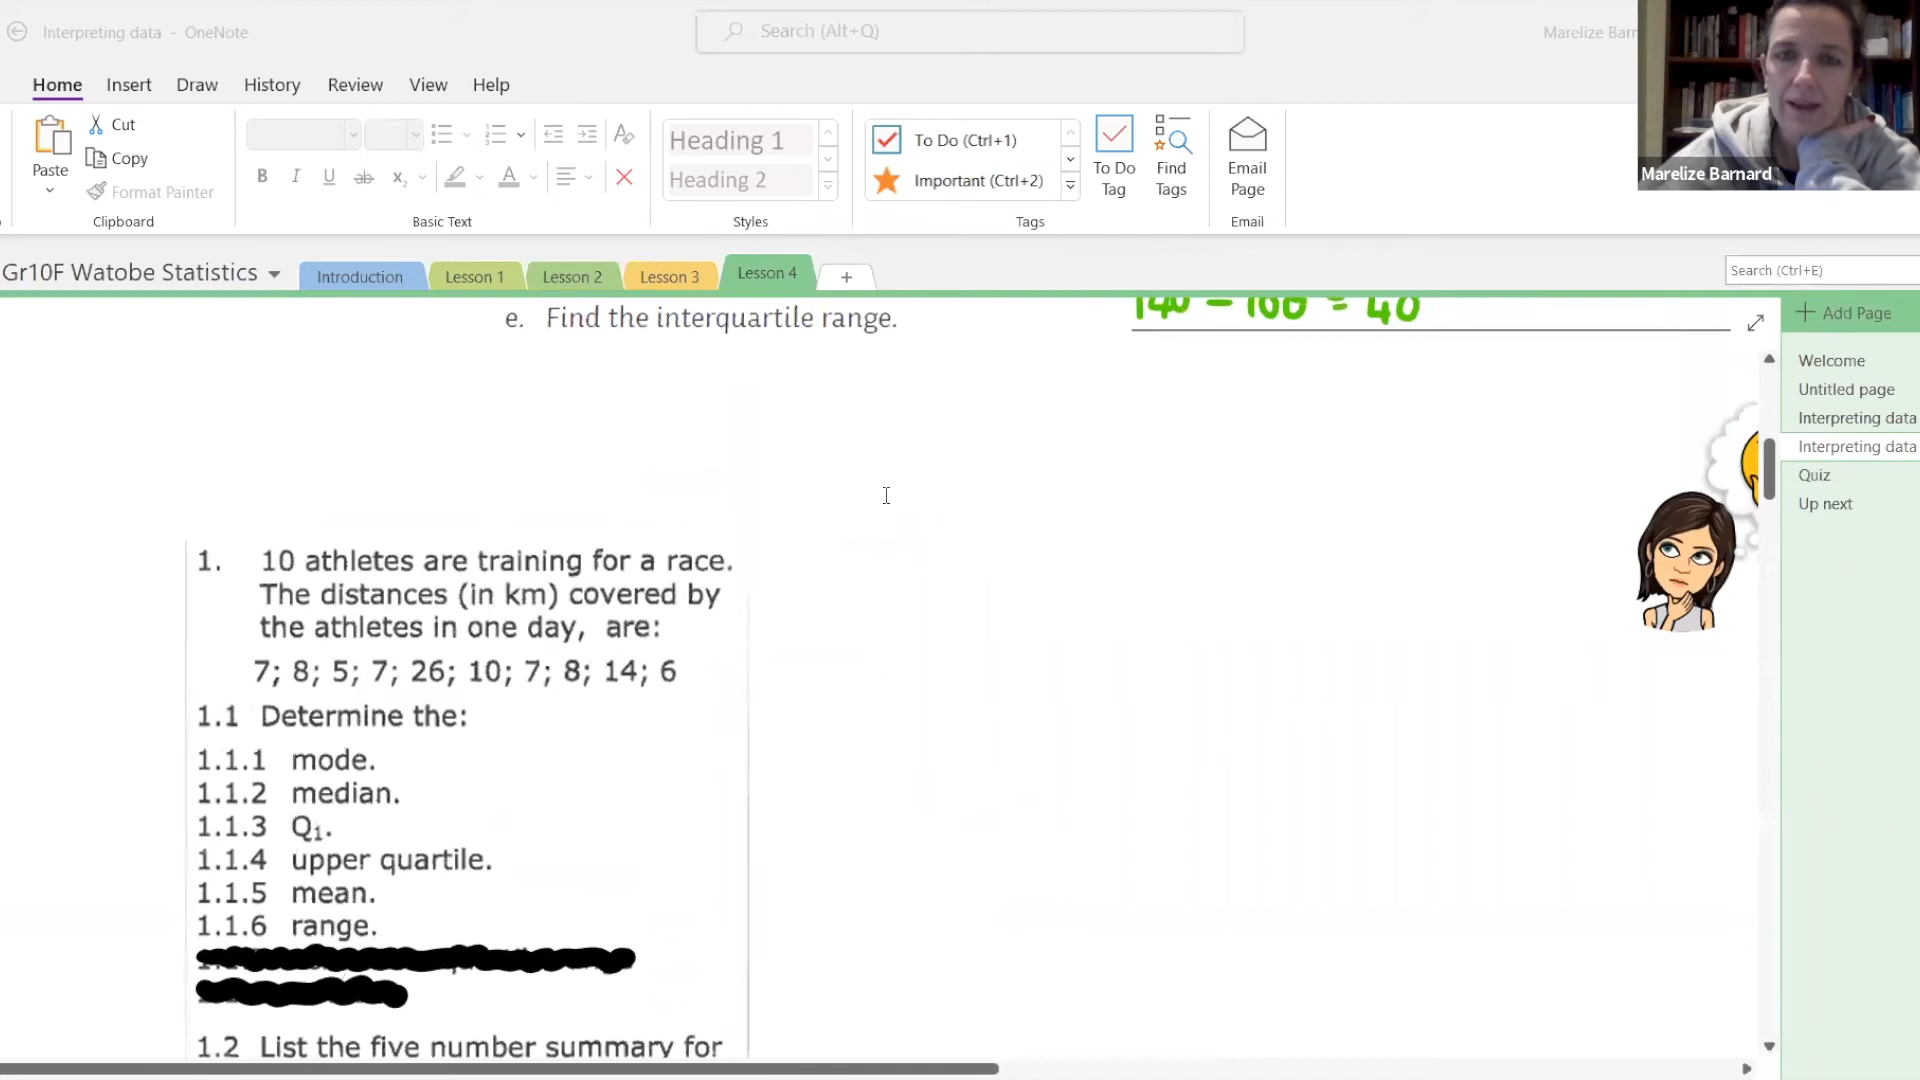 Interpreting data - OneNote
Search (Alt+Q)
Marelize Barn
Home Insert Draw History Review View Help
Paste
Cut
Copy
Format Painter
Clipboard
B I U ab x₂ A
Basic Text
Heading 1
Heading 2
Styles
To Do (Ctrl+1)
Important (Ctrl+2)
To Do Tag
Find Tags
Tags
Email Page
Email
Marelize Barnard
Gr10F Watobe Statistics
Introduction Lesson 1 Lesson 2 Lesson 3 Lesson 4 +
Search (Ctrl+E)
Add Page
Welcome
Untitled page
Interpreting data
Interpreting data
Quiz
Up next
e. Find the interquartile range.
140 - 100 = 40
1. 10 athletes are training for a race.
The distances (in km) covered by
the athletes in one day, are:
7; 8; 5; 7; 26; 10; 7; 8; 14; 6
1.1 Determine the:
1.1.1 mode.
1.1.2 median.
1.1.3 Q₁.
1.1.4 upper quartile.
1.1.5 mean.
1.1.6 range.
1.2 List the five number summary for